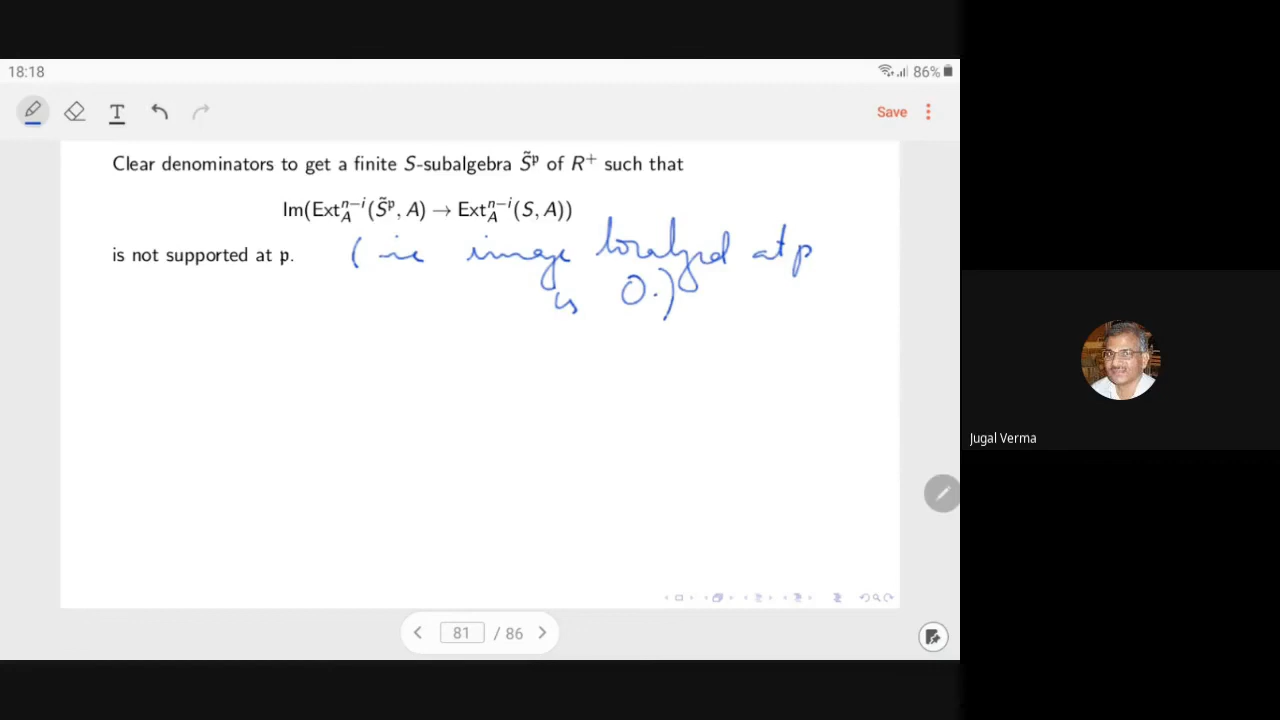 18:18
86%
Save
Clear denominators to get a finite S-subalgebra S̃ᵖ of R⁺ such that
Im(Ext_A^{n−i}(S̃^𝔭, A) → Ext_A^{n−i}(S, A))
is not supported at 𝔭. (ie image localized at p
is 0.)
Jugal Verma
81 / 86